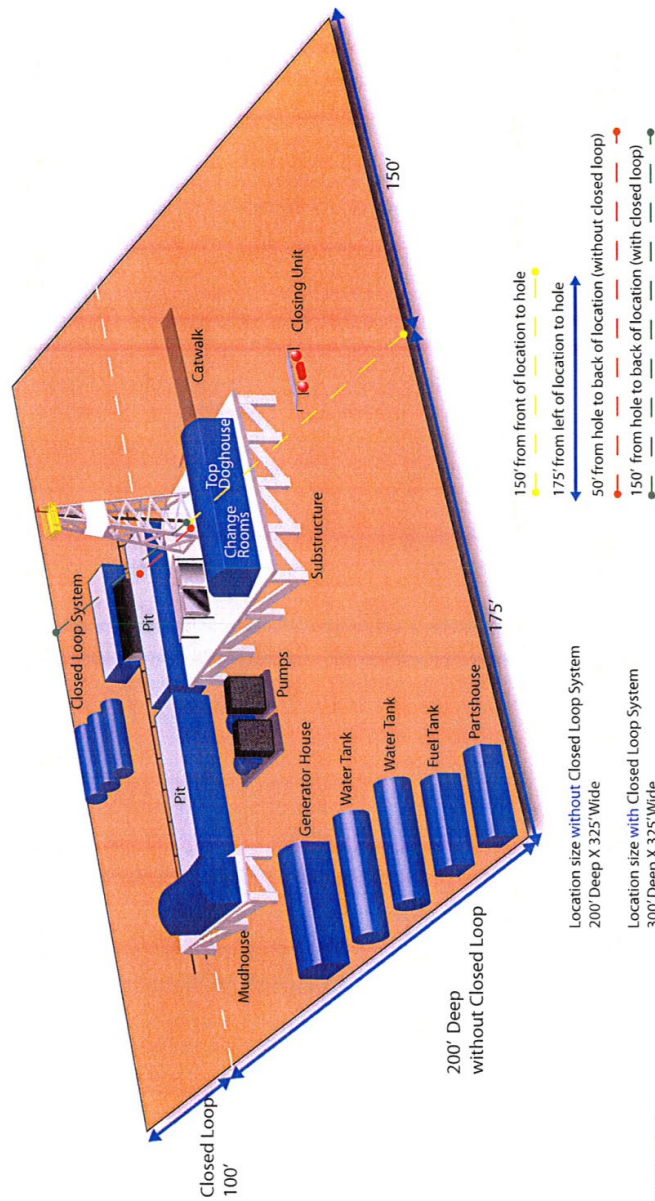 Closed Loop
100'
200' Deep
without Closed Loop
Closed Loop System
Pit
Pit
Mudhouse
Generator House
Water Tank
Water Tank
Fuel Tank
Partshouse
Pumps
Change
Rooms
Top
Doghouse
Substructure
Catwalk
Closing Unit
175'
150'
Location size without Closed Loop System
200' Deep X 325' Wide
Location size with Closed Loop System
300' Deep X 325' Wide
150' from front of location to hole
175' from left of location to hole
50' from hole to back of location (without closed loop)
150' from hole to back of location (with closed loop)